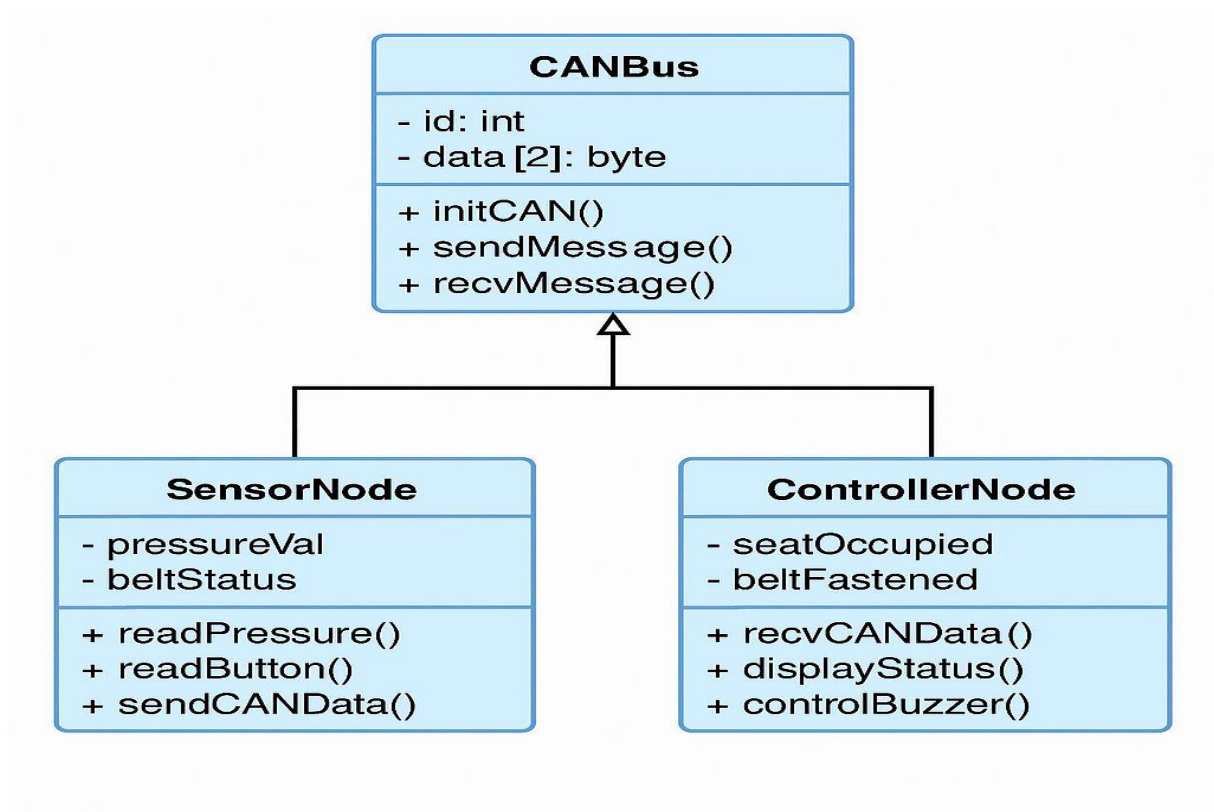 CANBus
- id: int
- data [2]: byte
+ initCAN()
+ sendMessage()
+ recvMessage()
SensorNode
- pressureVal
- beltStatus
+ readPressure()
+ readButton()
+ sendCANData()
ControllerNode
- seatOccupied
- beltFastened
+ recvCANData()
+ displayStatus()
+ controlBuzzer()